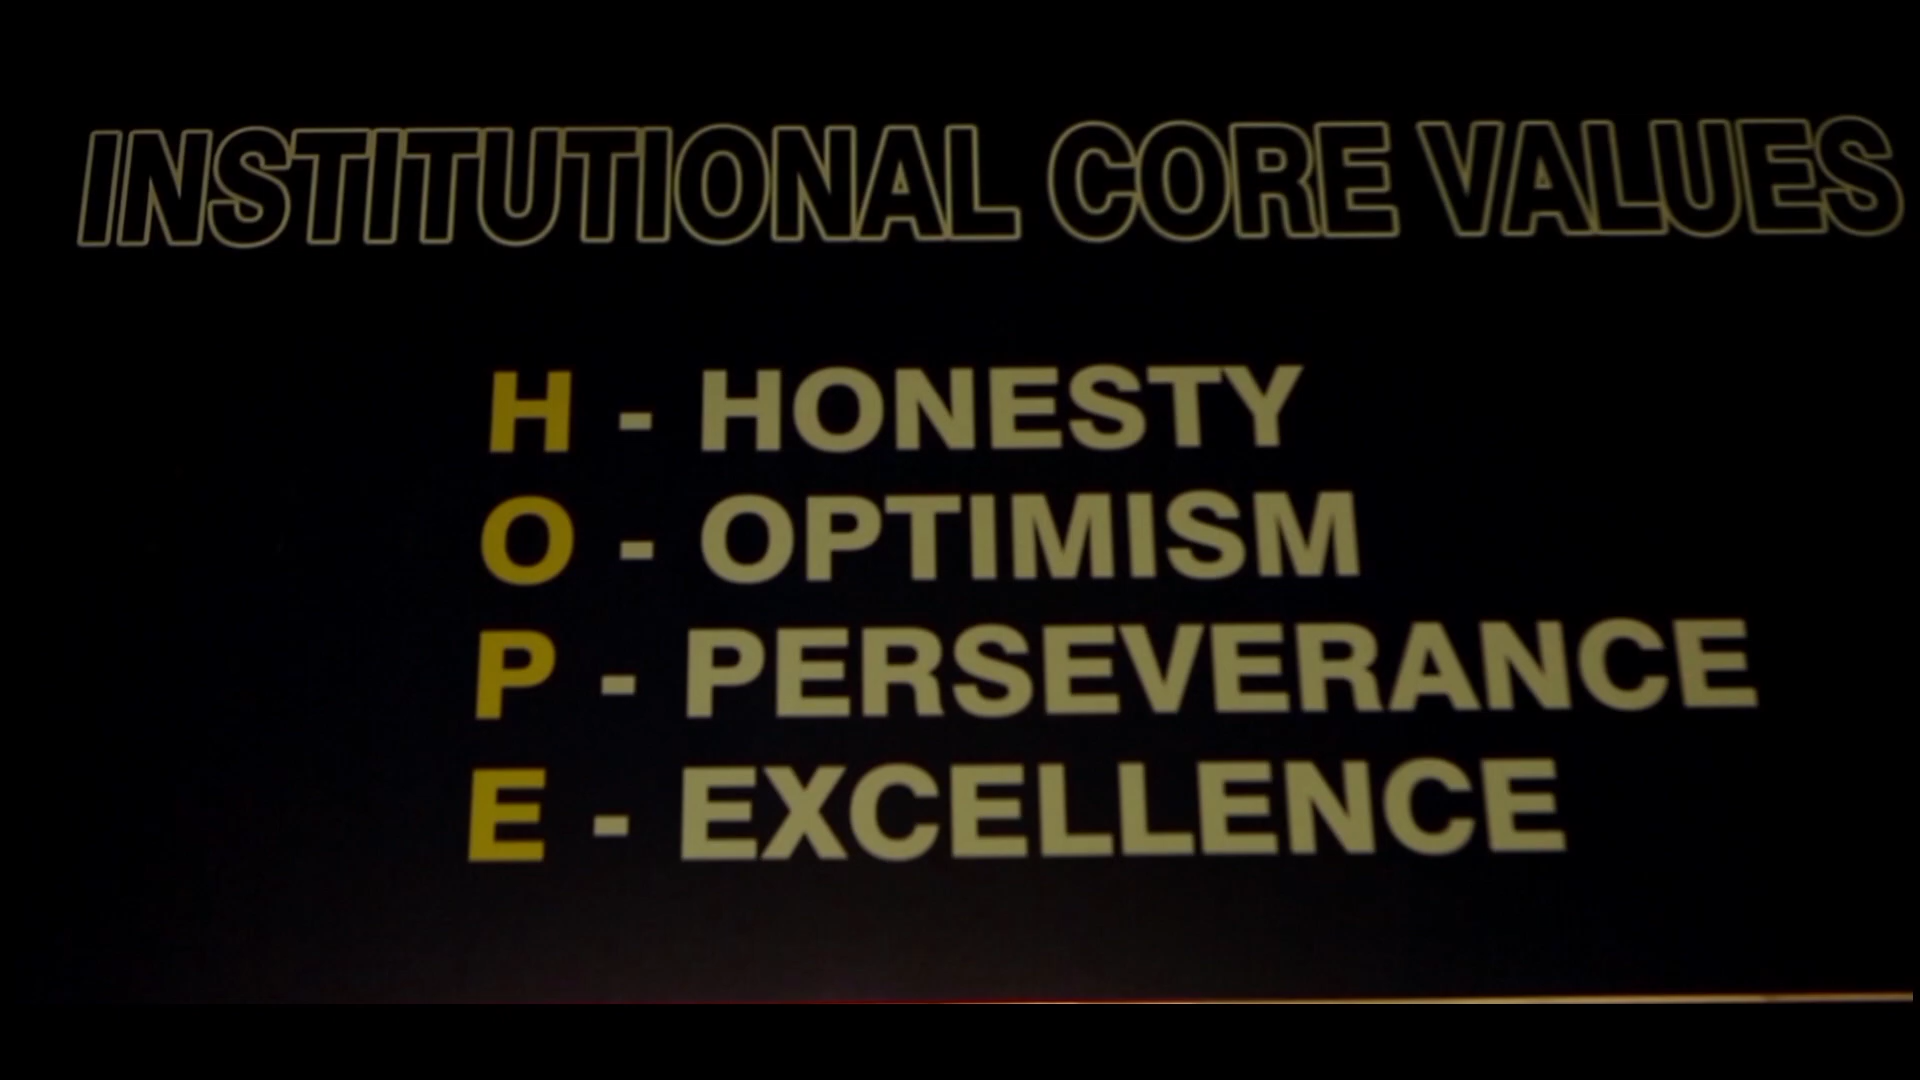 INSTITUTIONAL CORE VALUES
H - HONESTY
O - OPTIMISM
P - PERSEVERANCE
E - EXCELLENCE